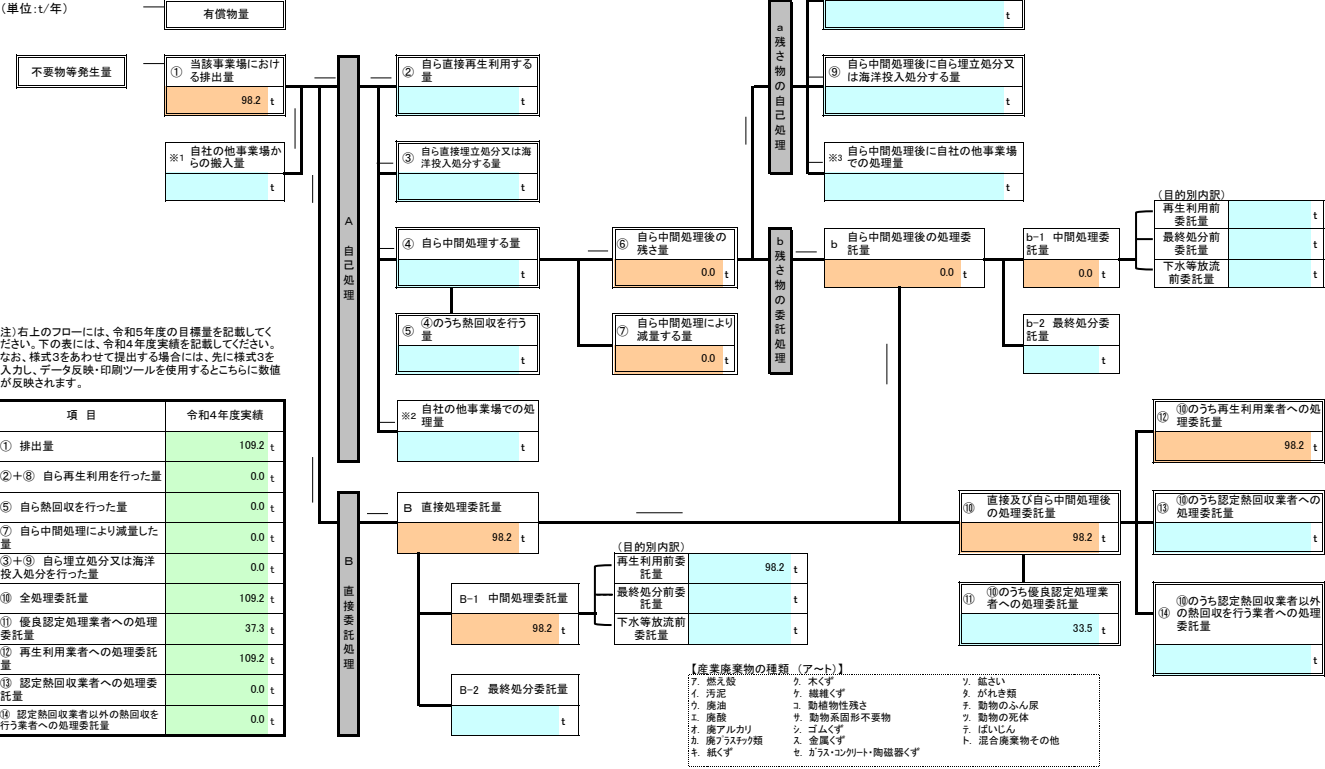 （単位:t/年）
有償物量
不要物等発生量
① 当該事業場におけ
る排出量
98.2 t
※1 自社の他事業場か
らの搬入量
t
A 自己処理
② 自ら直接再生利用する
量
t
③ 自ら直接埋立処分又は海
洋投入処分する量
t
④ 自ら中間処理する量
t
⑤ ④のうち熱回収を行う
量
t
※2 自社の他事業場での処
理量
t
⑥ 自ら中間処理後の
残さ量
0.0 t
⑦ 自ら中間処理により
減量する量
0.0 t
a 残さ物の自己処理
t
⑨ 自ら中間処理後に自ら埋立処分又
は海洋投入処分する量
t
※3 自ら中間処理後に自社の他事業場
での処理量
t
b 残さ物の委託処理
b 自ら中間処理後の処理委
託量
0.0 t
b-1 中間処理委
託量
0.0 t
b-2 最終処分委
託量
t
（目的別内訳）
再生利用前
委託量
t
最終処分前
委託量
t
下水等放流
前委託量
t
注）右上のフローには、令和5年度の目標量を記載してく
ださい。下の表には、令和4年度実績を記載してください。
なお、様式3をあわせて提出する場合には、先に様式3を
入力し、データ反映・印刷ツールを使用するとこちらに数値
が反映されます。
項 目 令和4年度実績
① 排出量 109.2 t
②＋⑧ 自ら再生利用を行った量 0.0 t
⑤ 自ら熱回収を行った量 0.0 t
⑦ 自ら中間処理により減量した
量 0.0 t
③＋⑨ 自ら埋立処分又は海洋
投入処分を行った量 0.0 t
⑩ 全処理委託量 109.2 t
⑪ 優良認定処理業者への処理
委託量 37.3 t
⑫ 再生利用業者への処理委託
量 109.2 t
⑬ 認定熱回収業者への処理委
託量 0.0 t
⑭ 認定熱回収業者以外の熱回収を
行う業者への処理委託量 0.0 t
B 直接委託処理
B 直接処理委託量
98.2 t
B-1 中間処理委託量
98.2 t
B-2 最終処分委託量
t
（目的別内訳）
再生利用前委
託量
98.2 t
最終処分前委
託量
t
下水等放流前
委託量
t
⑩ 直接及び自ら中間処理後
の処理委託量
98.2 t
⑪ ⑩のうち優良認定処理業
者への処理委託量
33.5 t
⑫ ⑩のうち再生利用業者への処
理委託量
98.2 t
⑬ ⑩のうち認定熱回収業者への
処理委託量
t
⑭ ⑩のうち認定熱回収業者以外
の熱回収を行う業者への処理
委託量
t
【産業廃棄物の種類 （ア～ト）】
ア. 燃え殻 ク. 木くず ソ. 鉱さい
イ. 汚泥 ケ. 繊維くず タ. がれき類
ウ. 廃油 コ. 動植物性残さ チ. 動物のふん尿
エ. 廃酸 サ. 動物系固形不要物 ツ. 動物の死体
オ. 廃アルカリ シ. ゴムくず テ. ばいじん
カ. 廃プラスチック類 ス. 金属くず ト. 混合廃棄物その他
キ. 紙くず セ. ガラス・コンクリート・陶磁器くず